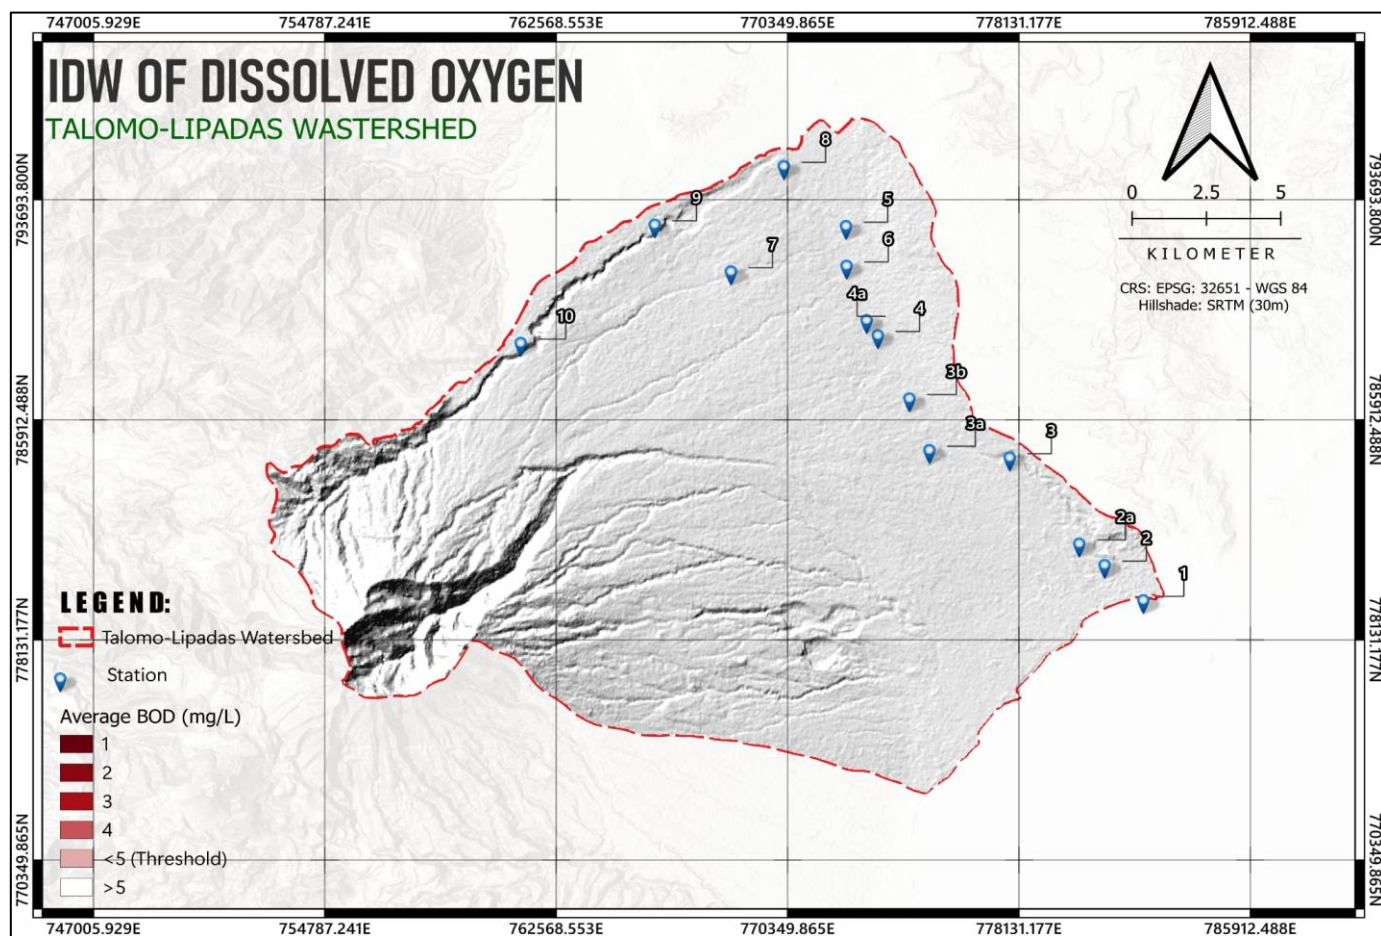 747005.929E 754787.241E 762568.553E 770349.865E 778131.177E 785912.488E
IDW OF DISSOLVED OXYGEN
TALOMO-LIPADAS WASTERSHED
8
793693.800N
9
5
793693.800N
0 2.5 5
7
6
KILOMETER
CRS: EPSG: 32651 - WGS 84
Hillshade: SRTM (30m)
4a
4
10
3b
785912.488N
3a
3
785912.488N
2a
2
1
LEGEND:
Talomo-Lipadas Watersbed
778131.177N
778131.177N
Station
Average BOD (mg/L)
1
2
3
4
<5 (Threshold)
>5
770349.865N
770349.865N
747005.929E 754787.241E 762568.553E 770349.865E 778131.177E 785912.488E